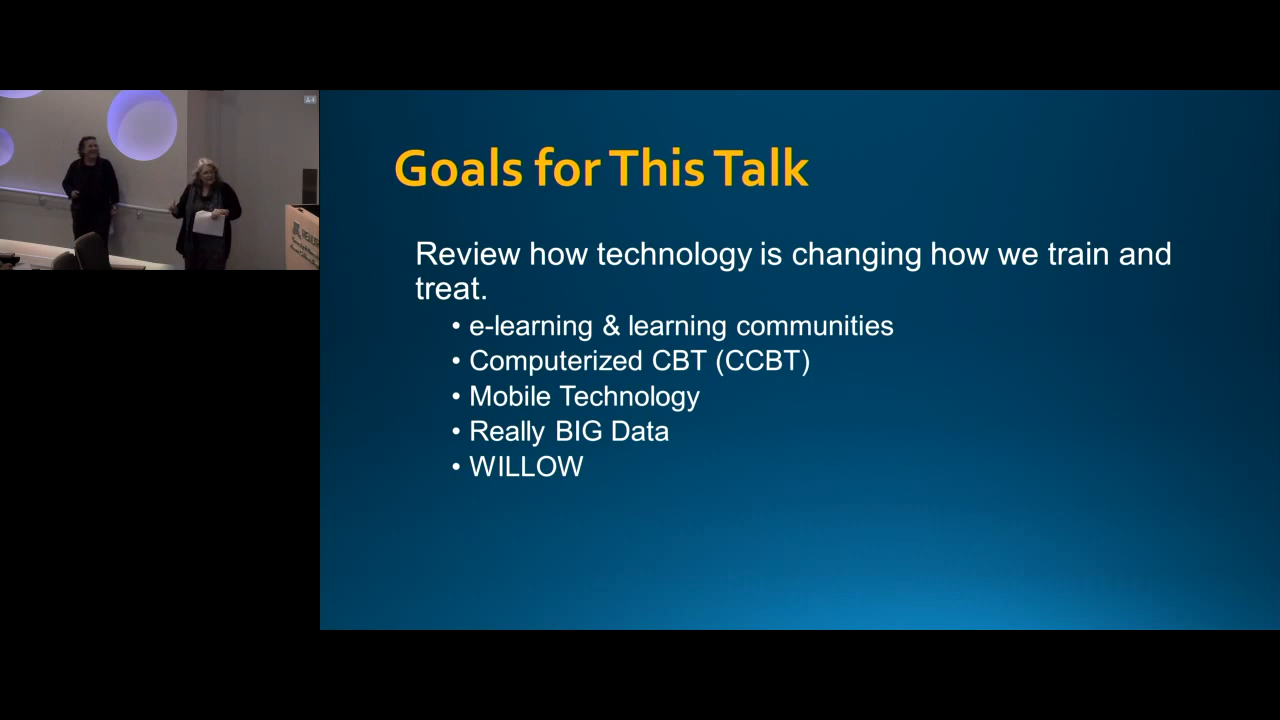 Goals for This Talk
Review how technology is changing how we train and
treat.
• e-learning & learning communities
• Computerized CBT (CCBT)
• Mobile Technology
• Really BIG Data
• WILLOW